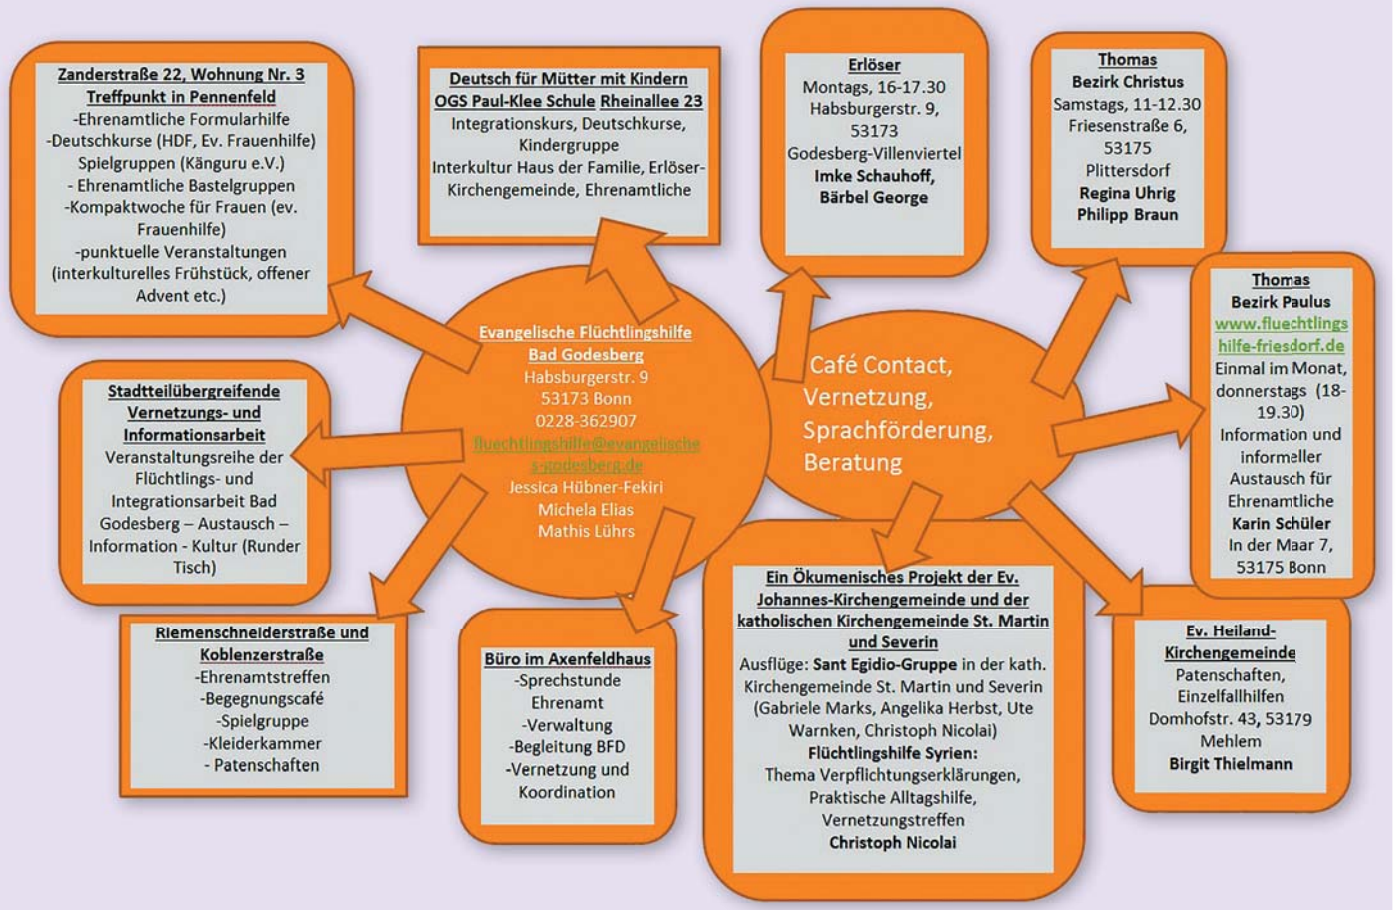 Zanderstraße 22, Wohnung Nr. 3
Treffpunkt in Pennenfeld
-Ehrenamtliche Formularhilfe
-Deutschkurse (HDF, Ev. Frauenhilfe)
Spielgruppen (Känguru e.V.)
- Ehrenamtliche Bastelgruppen
-Kompaktwoche für Frauen (ev.
Frauenhilfe)
-punktuelle Veranstaltungen
(interkulturelles Frühstück, offener
Advent etc.)
Deutsch für Mütter mit Kindern
OGS Paul-Klee Schule Rheinallee 23
Integrationskurs, Deutschkurse,
Kindergruppe
Interkultur Haus der Familie, Erlöser-
Kirchengemeinde, Ehrenamtliche
Erlöser
Montags, 16-17.30
Habsburgerstr. 9,
53173
Godesberg-Villenviertel
Imke Schauhoff,
Bärbel George
Thomas
Bezirk Christus
Samstags, 11-12.30
Friesenstraße 6,
53175
Plittersdorf
Regina Uhrig
Philipp Braun
Thomas
Bezirk Paulus
www.fluechtlings
hilfe-friesdorf.de
Einmal im Monat,
donnerstags (18-
19.30)
Information und
informeller
Austausch für
Ehrenamtliche
Karin Schüler
In der Maar 7,
53175 Bonn
Evangelische Flüchtlingshilfe
Bad Godesberg
Habsburgerstr. 9
53173 Bonn
0228-362907
fluechtlingshilfe@evangelische
s-godesberg.de
Jessica Hübner-Fekiri
Michela Elias
Mathis Lührs
Café Contact,
Vernetzung,
Sprachförderung,
Beratung
Stadtteilübergreifende
Vernetzungs- und
Informationsarbeit
Veranstaltungsreihe der
Flüchtlings- und
Integrationsarbeit Bad
Godesberg – Austausch –
Information - Kultur (Runder
Tisch)
Riemenschneiderstraße und
Koblenzerstraße
-Ehrenamtstreffen
-Begegnungscafé
-Spielgruppe
-Kleiderkammer
- Patenschaften
Büro im Axenfeldhaus
-Sprechstunde
Ehrenamt
-Verwaltung
-Begleitung BFD
-Vernetzung und
Koordination
Ein Ökumenisches Projekt der Ev.
Johannes-Kirchengemeinde und der
katholischen Kirchengemeinde St. Martin
und Severin
Ausflüge: Sant Egidio-Gruppe in der kath.
Kirchengemeinde St. Martin und Severin
(Gabriele Marks, Angelika Herbst, Ute
Warnken, Christoph Nicolai)
Flüchtlingshilfe Syrien:
Thema Verpflichtungserklärungen,
Praktische Alltagshilfe,
Vernetzungstreffen
Christoph Nicolai
Ev. Heiland-
Kirchengemeinde
Patenschaften,
Einzelfallhilfen
Domhofstr. 43, 53179
Mehlem
Birgit Thielmann